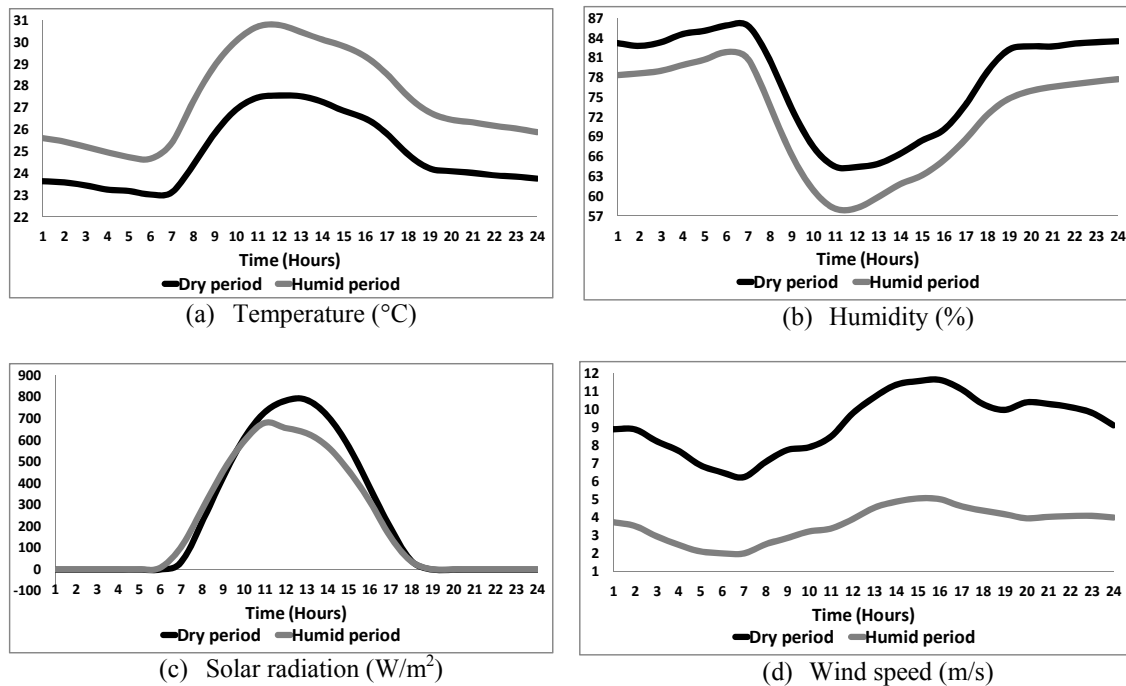 31
30
29
28
27
26
25
24
23
22
1 2 3 4 5 6 7 8 9 10 11 12 13 14 15 16 17 18 19 20 21 22 23 24
Time (Hours)
Dry period Humid period
(a) Temperature (°C)
87
84
81
78
75
72
69
66
63
60
57
1 2 3 4 5 6 7 8 9 10 11 12 13 14 15 16 17 18 19 20 21 22 23 24
Time (Hours)
Dry period Humid period
(b) Humidity (%)
900
800
700
600
500
400
300
200
100
0
-100
1 2 3 4 5 6 7 8 9 10 11 12 13 14 15 16 17 18 19 20 21 22 23 24
Time (Hours)
Dry period Humid period
(c) Solar radiation (W/m²)
12
11
10
9
8
7
6
5
4
3
2
1
1 2 3 4 5 6 7 8 9 10 11 12 13 14 15 16 17 18 19 20 21 22 23 24
Time (Hours)
Dry period Humid period
(d) Wind speed (m/s)